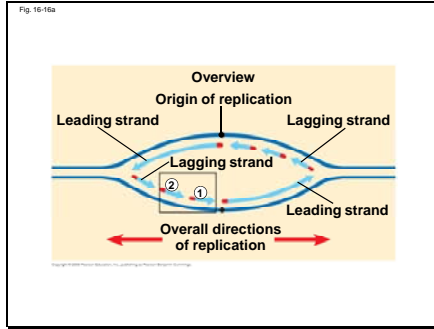 Fig. 16-16a
Overview
Origin of replication
Leading strand
Lagging strand
Lagging strand
2
1
Leading strand
Overall directions
of replication